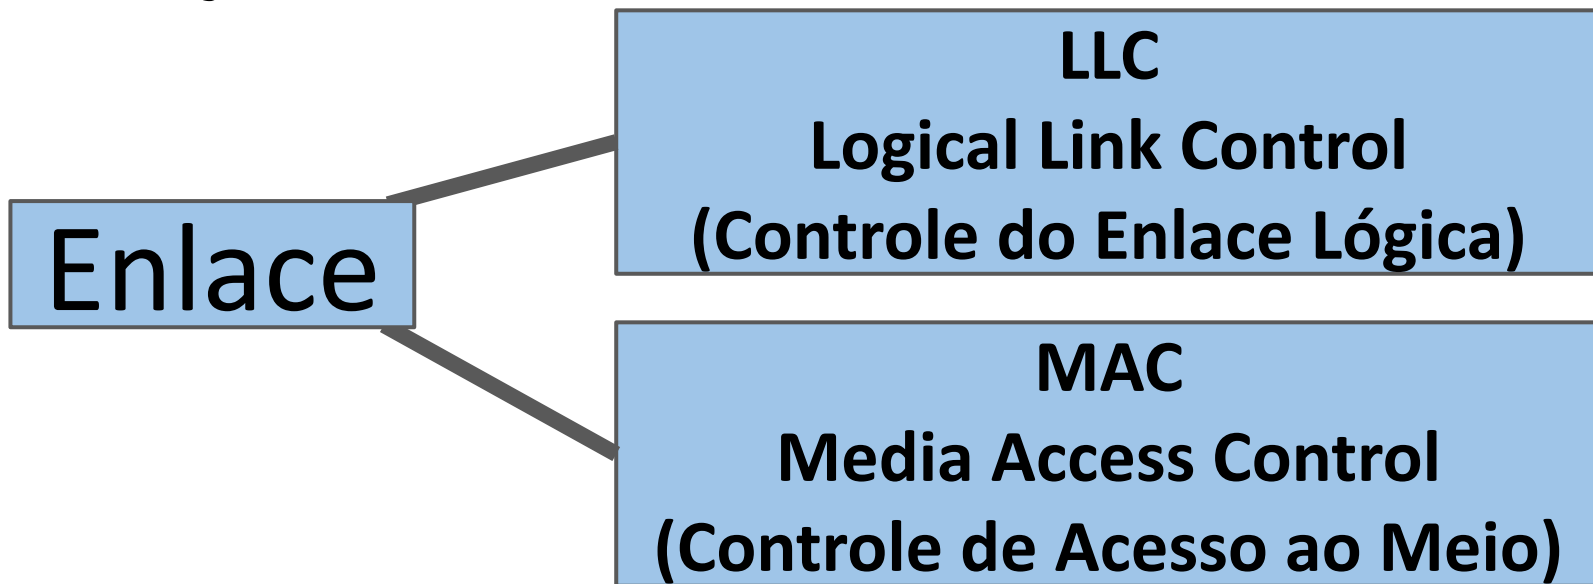 Enlace
LLC
Logical Link Control
(Controle do Enlace Lógica)
MAC
Media Access Control
(Controle de Acesso ao Meio)